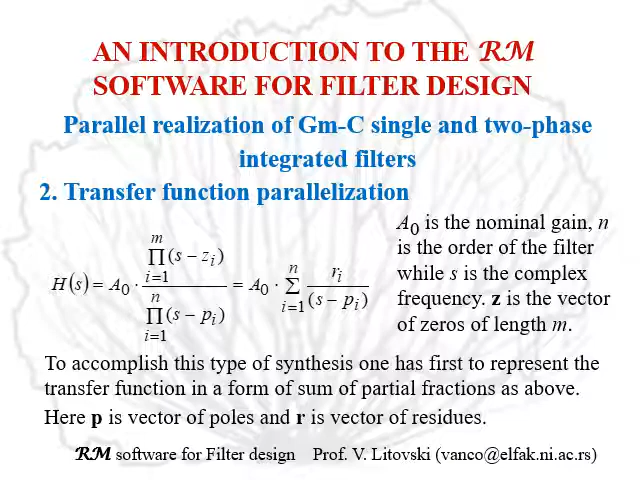 AN INTRODUCTION TO THE ℛℳ
SOFTWARE FOR FILTER DESIGN
Parallel realization of Gm-C single and two-phase
integrated filters
2. Transfer function parallelization
H(s) = A₀ · ∏_{i=1}^{m}(s − z_i) / ∏_{i=1}^{n}(s − p_i) = A₀ · ∑_{i=1}^{n} r_i / (s − p_i)
A₀ is the nominal gain, n
is the order of the filter
while s is the complex
frequency. z is the vector
of zeros of length m.
To accomplish this type of synthesis one has first to represent the
transfer function in a form of sum of partial fractions as above.
Here p is vector of poles and r is vector of residues.
ℛℳ software for Filter design Prof. V. Litovski (vanco@elfak.ni.ac.rs)